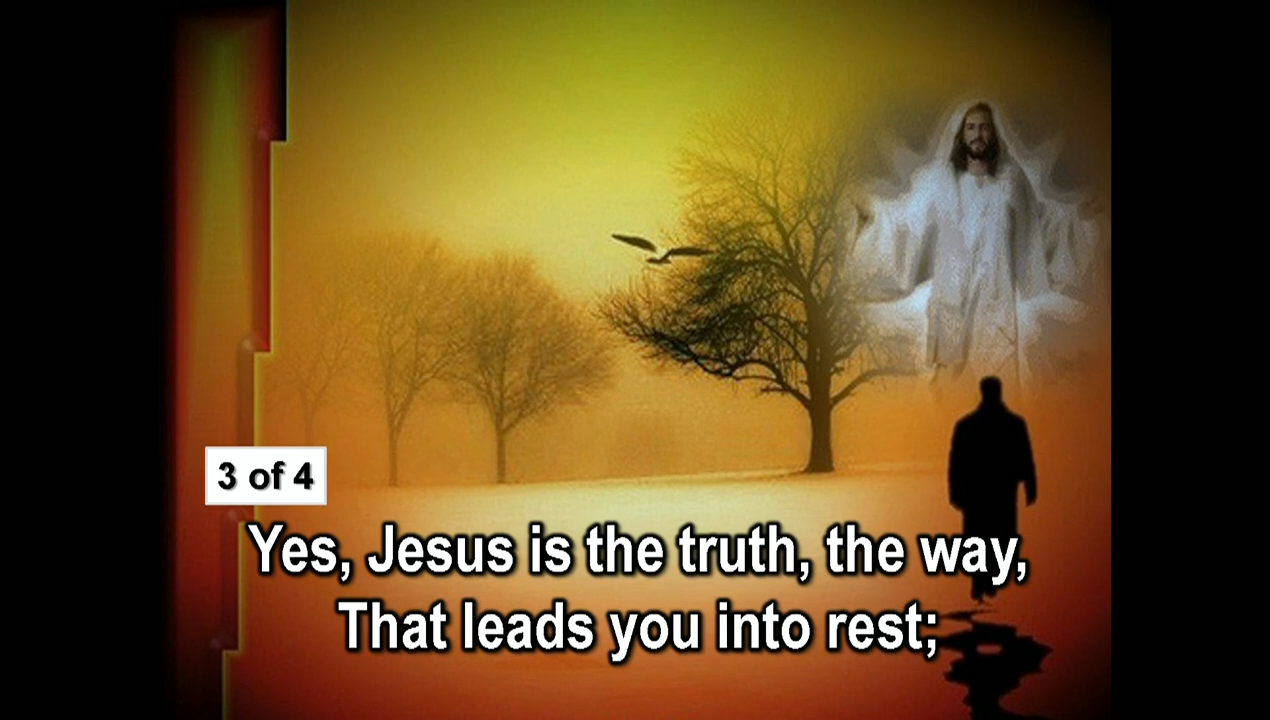 3 of 4
Yes, Jesus is the truth, the way,
That leads you into rest;